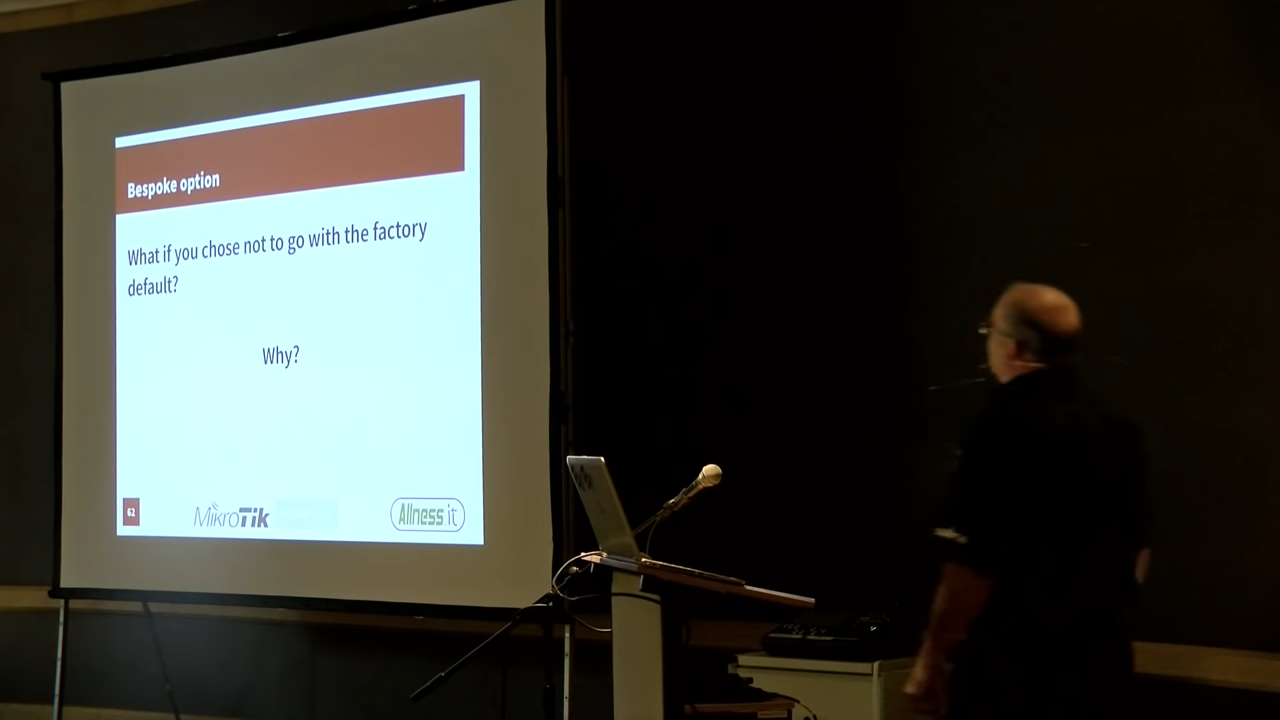 Bespoke option
What if you chose not to go with the factory
default?
Why?
62
MikroTik
Allness.it